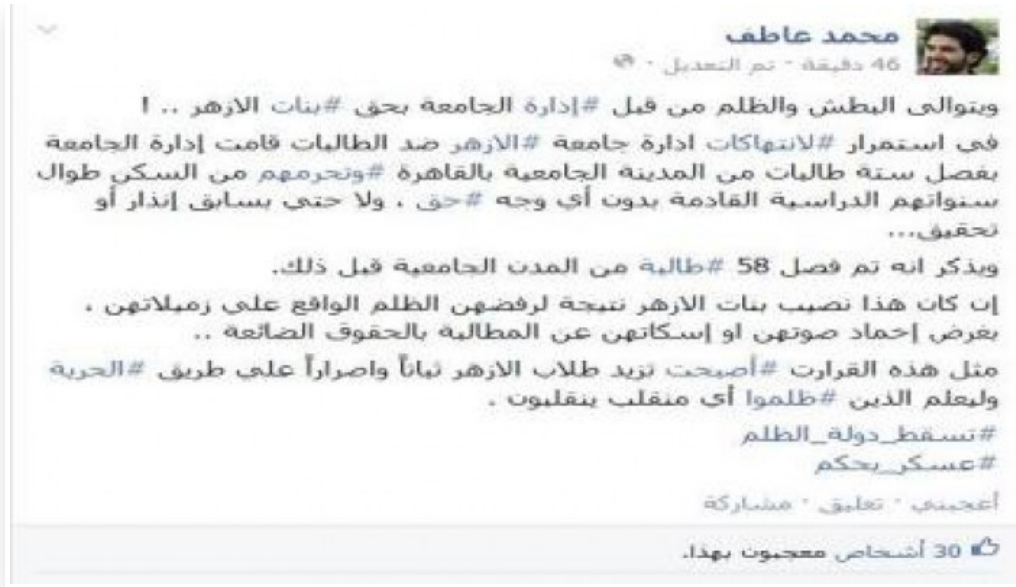 محمد عاطف
46 دقيقة · تم التعديل ·
ويتوالى البطش والظلم من قبل #إدارة الجامعة بحق #بنات الازهر .. !
في استمرار #لانتهاكات ادارة جامعة #الازهر ضد الطالبات قامت إدارة الجامعة
بفصل ستة طالبات من المدينة الجامعية بالقاهرة #وتحرمهم من السكن طوال
سنواتهم الدراسية القادمة بدون أي وجه #حق ، ولا حتي بسابق إنذار أو
تحقيق...
ويذكر انه تم فصل 58 #طالبة من المدن الجامعية قبل ذلك.
إن كان هذا نصيب بنات الازهر نتيجة لرفضهن الظلم الواقع علي زميلاتهن ،
بغرض إخماد صوتهن او إسكاتهن عن المطالبة بالحقوق الضائعة ..
مثل هذه القرارت #أصبحت تزيد طلاب الازهر ثباتاً واصراراً علي طريق #الحرية
وليعلم الذين #ظلموا أي منقلب ينقلبون .
#تسقط_دولة_الظلم
#عسكر_بحكم
أعجبني · تعليق · مشاركة
30 أشخاص معجبون بهذا.